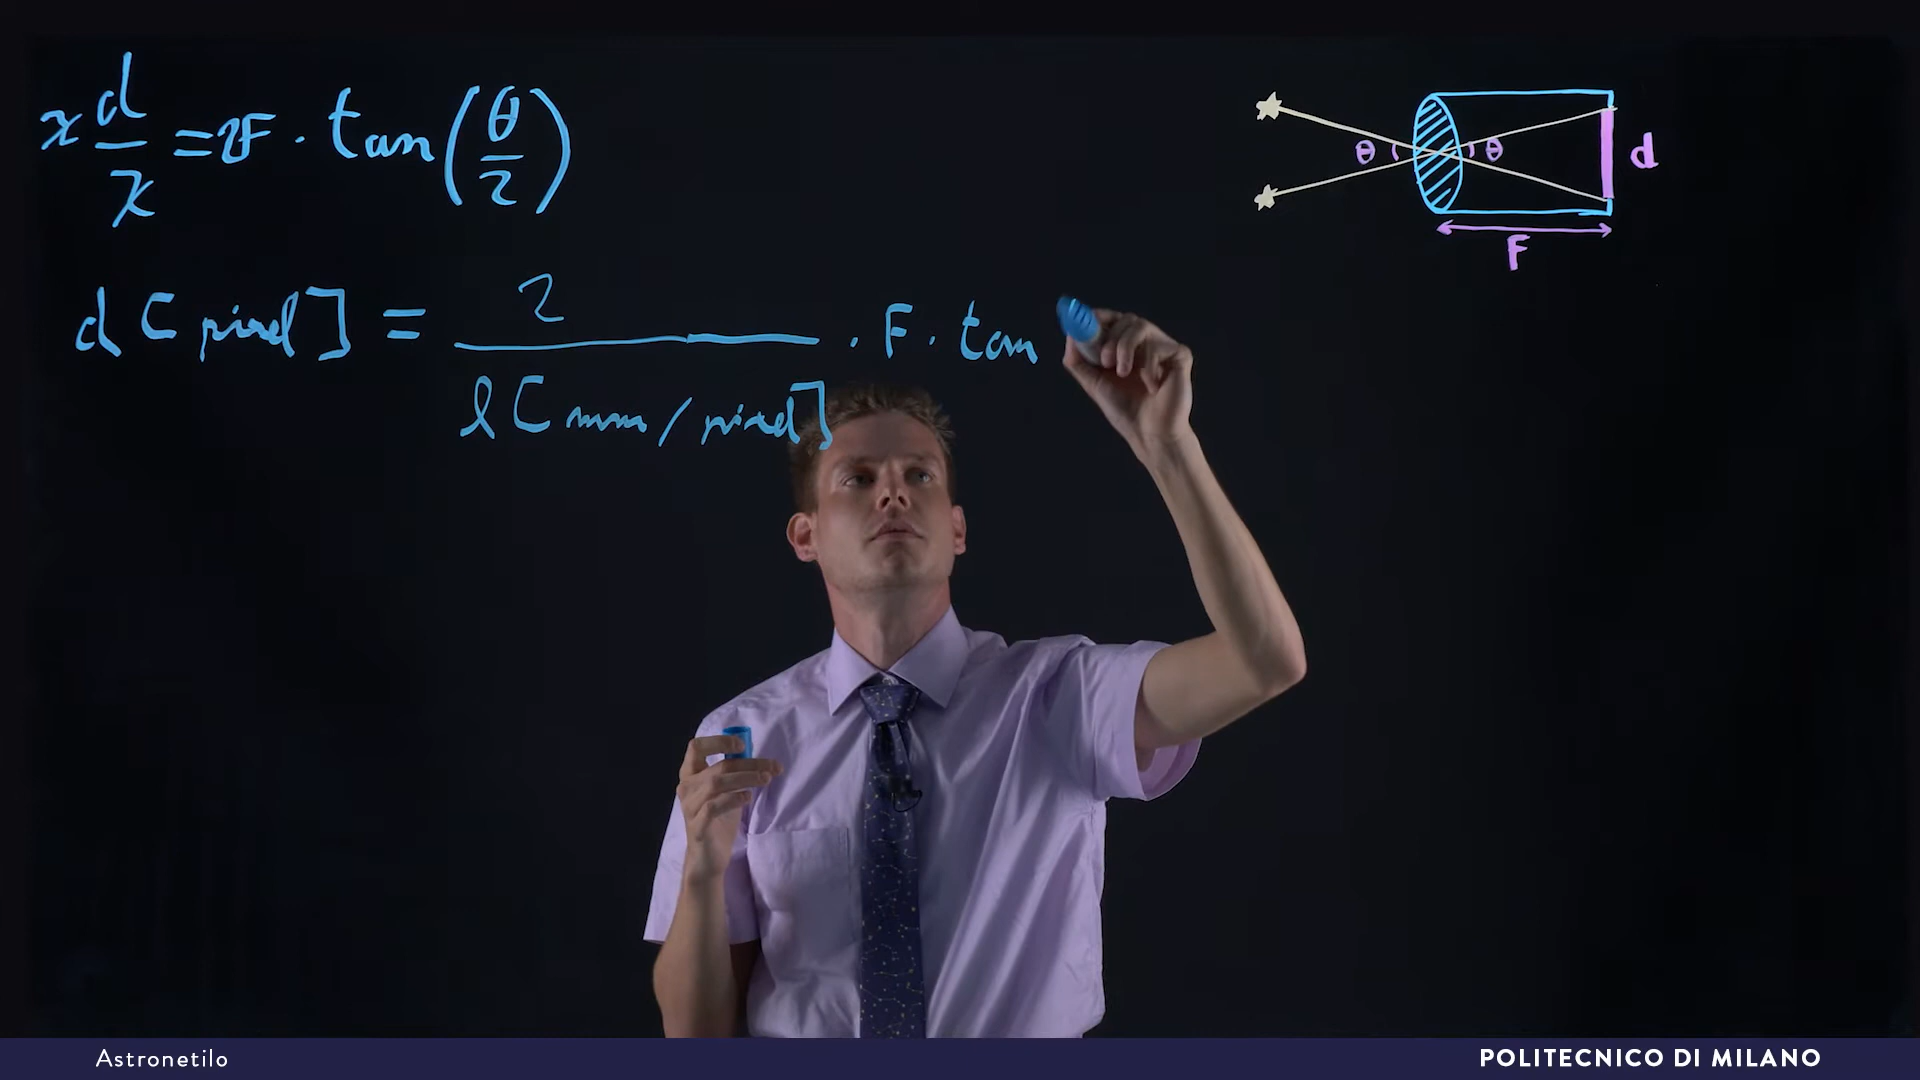 x d/x = 2F · tan(θ/2)
θ θ d
F
d [pixel] = 2 / l [mm/pixel] · F · tan
Astronetilo
POLITECNICO DI MILANO